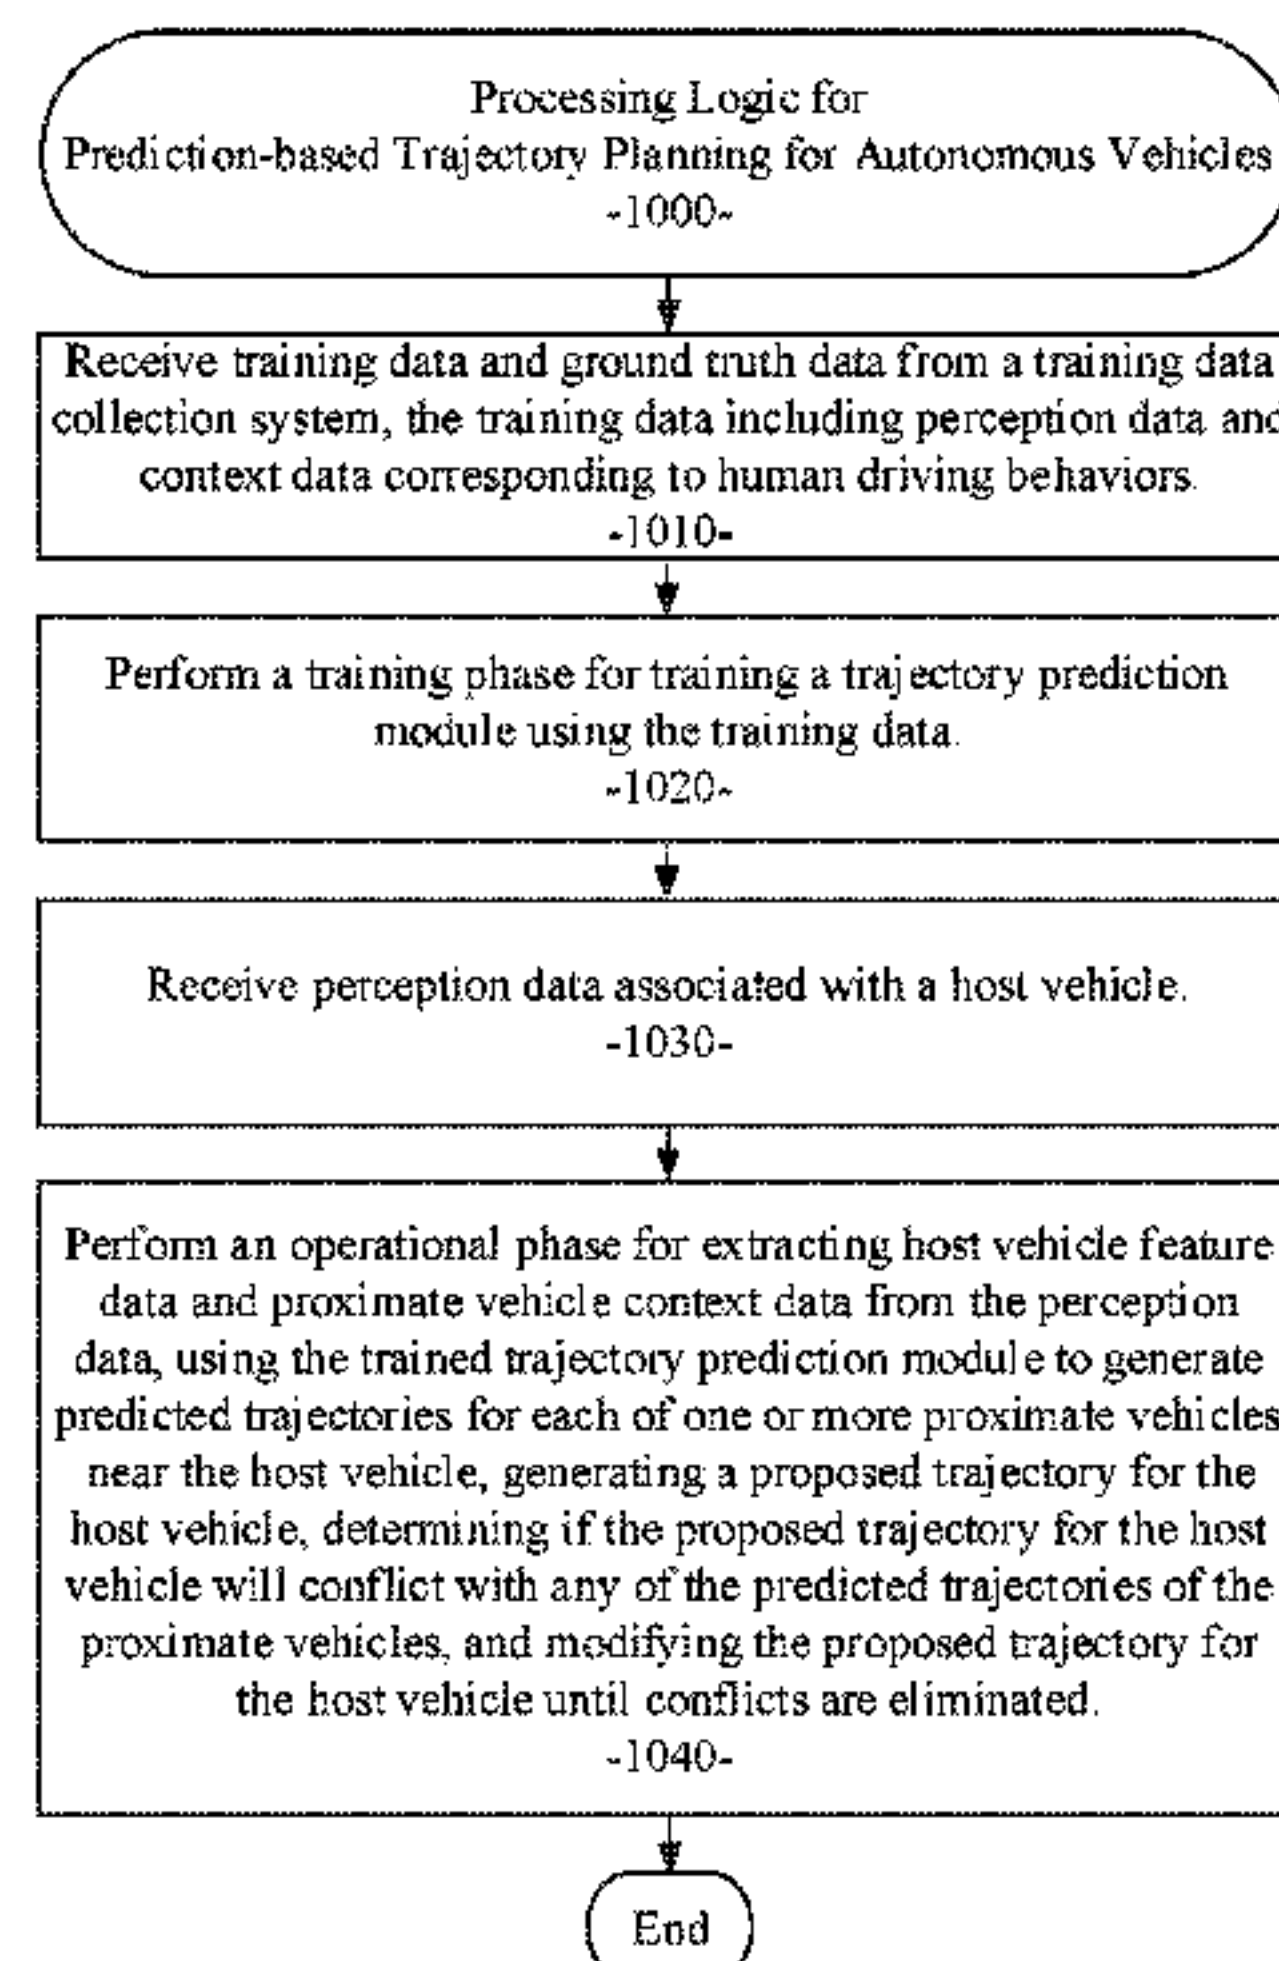 Processing Logic for
Prediction-based Trajectory Planning for Autonomous Vehicles
-1000-
Receive training data and ground truth data from a training data
collection system, the training data including perception data and
context data corresponding to human driving behaviors.
-1010-
Perform a training phase for training a trajectory prediction
module using the training data.
-1020-
Receive perception data associated with a host vehicle.
-1030-
Perform an operational phase for extracting host vehicle feature
data and proximate vehicle context data from the perception
data, using the trained trajectory prediction module to generate
predicted trajectories for each of one or more proximate vehicles
near the host vehicle, generating a proposed trajectory for the
host vehicle, determining if the proposed trajectory for the host
vehicle will conflict with any of the predicted trajectories of the
proximate vehicles, and modifying the proposed trajectory for
the host vehicle until conflicts are eliminated.
-1040-
End